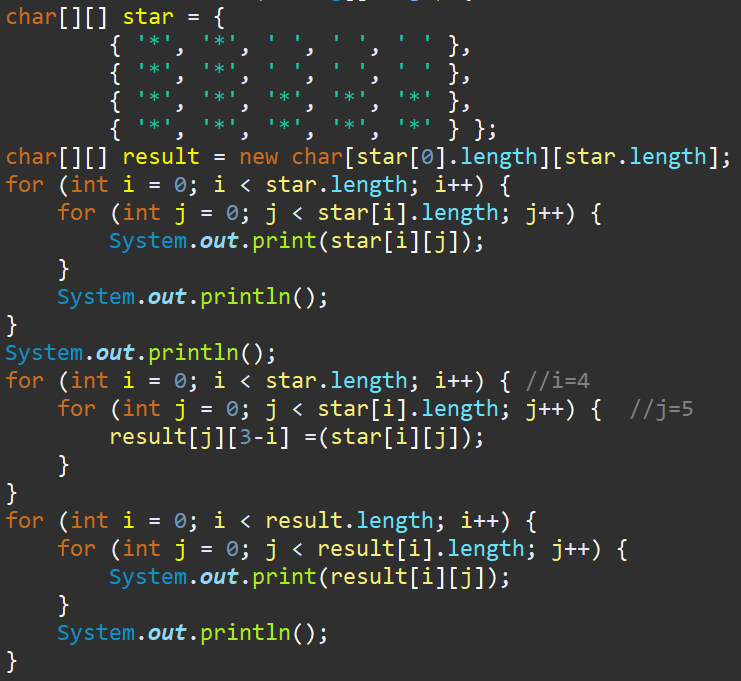 char[][] star = {
        { '*', '*', ' ', ' ', ' ' },
        { '*', '*', ' ', ' ', ' ' },
        { '*', '*', '*', '*', '*' },
        { '*', '*', '*', '*', '*' } };
char[][] result = new char[star[0].length][star.length];
for (int i = 0; i < star.length; i++) {
    for (int j = 0; j < star[i].length; j++) {
        System.out.print(star[i][j]);
    }
    System.out.println();
}
System.out.println();
for (int i = 0; i < star.length; i++) { //i=4
    for (int j = 0; j < star[i].length; j++) {  //j=5
        result[j][3-i] =(star[i][j]);
    }
}
for (int i = 0; i < result.length; i++) {
    for (int j = 0; j < result[i].length; j++) {
        System.out.print(result[i][j]);
    }
    System.out.println();
}